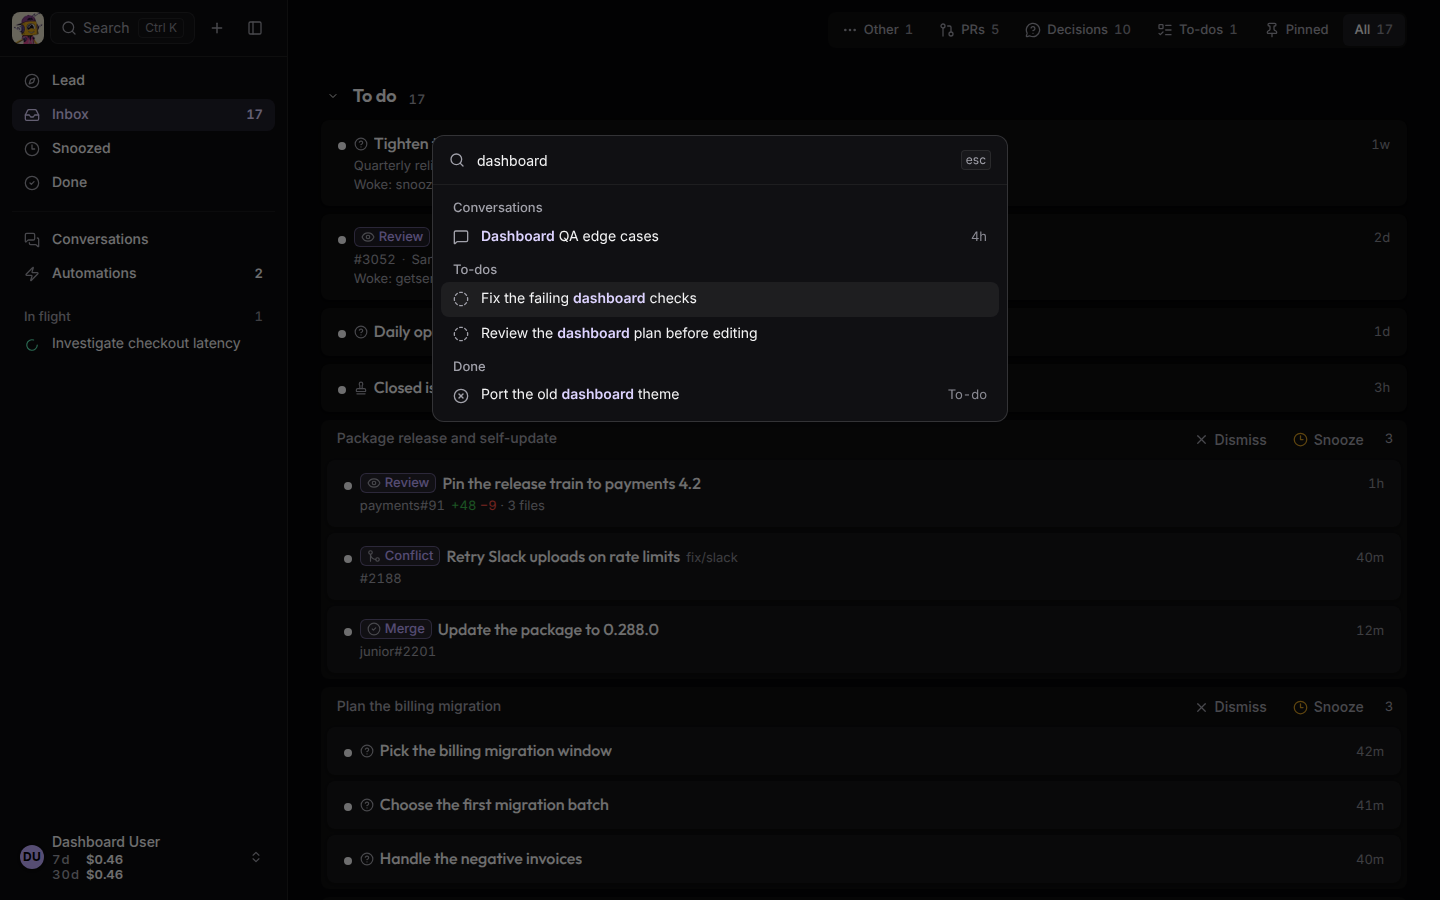 Search Ctrl K
Lead
Inbox 17
Snoozed
Done
Conversations
Automations 2
In flight 1
Investigate checkout latency
Dashboard User
DU
7d $0.46
30d $0.46
Other 1 PRs 5 Decisions 10 To-dos 1 Pinned All 17
To do 17
Tighten 1w
Quarterly reli
Woke: snooz
Review 2d
#3052 · Sar
Woke: getser
Daily op 1d
Closed is 3h
dashboard esc
Conversations
Dashboard QA edge cases 4h
To-dos
Fix the failing dashboard checks
Review the dashboard plan before editing
Done
Port the old dashboard theme To-do
Package release and self-update Dismiss Snooze 3
Review Pin the release train to payments 4.2 1h
payments#91 +48 −9 · 3 files
Conflict Retry Slack uploads on rate limits fix/slack 40m
#2188
Merge Update the package to 0.288.0 12m
junior#2201
Plan the billing migration Dismiss Snooze 3
Pick the billing migration window 42m
Choose the first migration batch 41m
Handle the negative invoices 40m